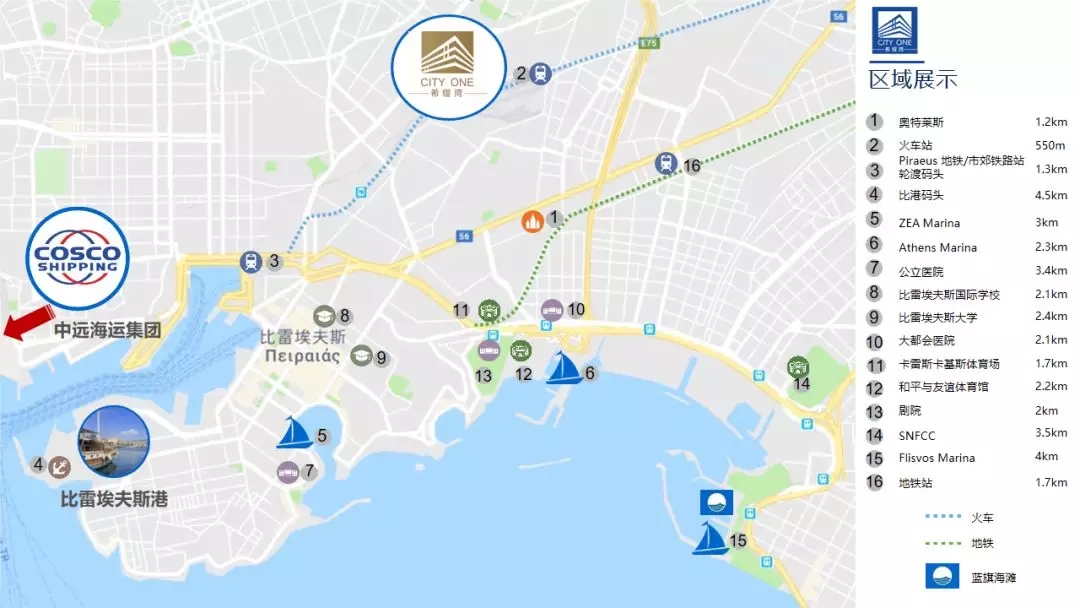 CITY ONE
希缇湾
2
56
E75
CITY ONE
希缇湾
区域展示
16
1
56
COSCO
SHIPPING
3
中远海运集团
8
比雷埃夫斯
Πειραιάς
9
11
10
13
12
6
14
5
4
7
比雷埃夫斯港
15
1 奥特莱斯 1.2km
2 火车站 550m
3 Piraeus 地铁/市郊铁路站
轮渡码头 1.3km
4 比港码头 4.5km
5 ZEA Marina 3km
6 Athens Marina 2.3km
7 公立医院 3.4km
8 比雷埃夫斯国际学校 2.1km
9 比雷埃夫斯大学 2.4km
10 大都会医院 2.1km
11 卡雷斯卡基斯体育场 1.7km
12 和平与友谊体育馆 2.2km
13 剧院 2km
14 SNFCC 3.5km
15 Flisvos Marina 4km
16 地铁站 1.7km
火车
地铁
蓝旗海滩